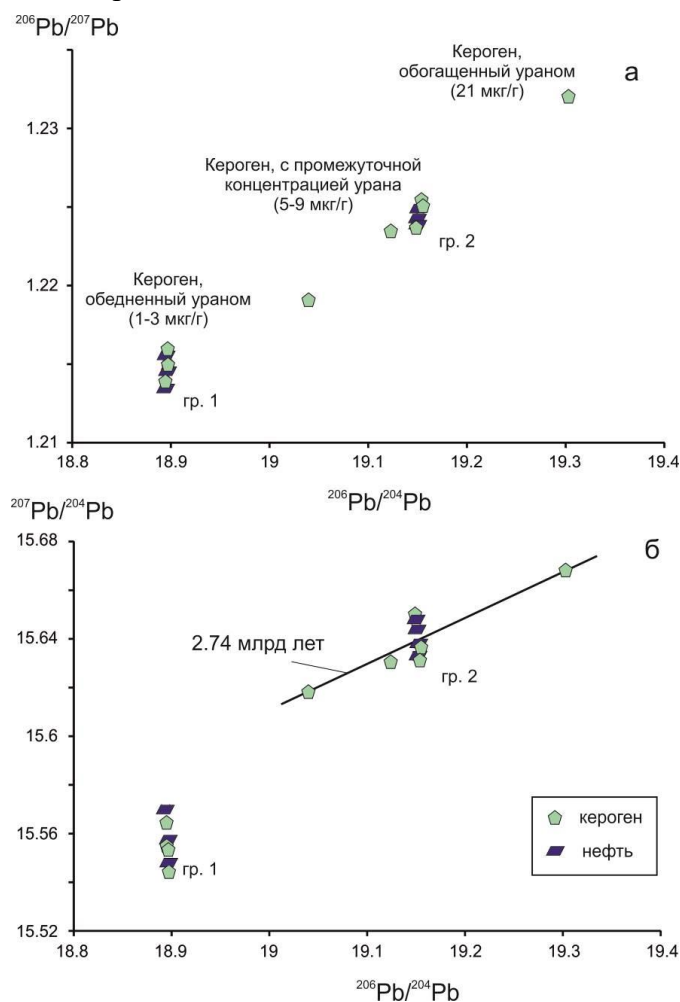 ²⁰⁶Pb/²⁰⁷Pb
а
Кероген,
обогащенный ураном
(21 мкг/г)
1.23
Кероген, с промежуточной
концентрацией урана
(5-9 мкг/г)
гр. 2
1.22
Кероген,
обедненный ураном
(1-3 мкг/г)
гр. 1
1.21
18.8 18.9 19 19.1 19.2 19.3 19.4
²⁰⁶Pb/²⁰⁴Pb
²⁰⁷Pb/²⁰⁴Pb
15.68
б
2.74 млрд лет
15.64
гр. 2
15.6
кероген
15.56
нефть
гр. 1
15.52
18.8 18.9 19 19.1 19.2 19.3 19.4
²⁰⁶Pb/²⁰⁴Pb